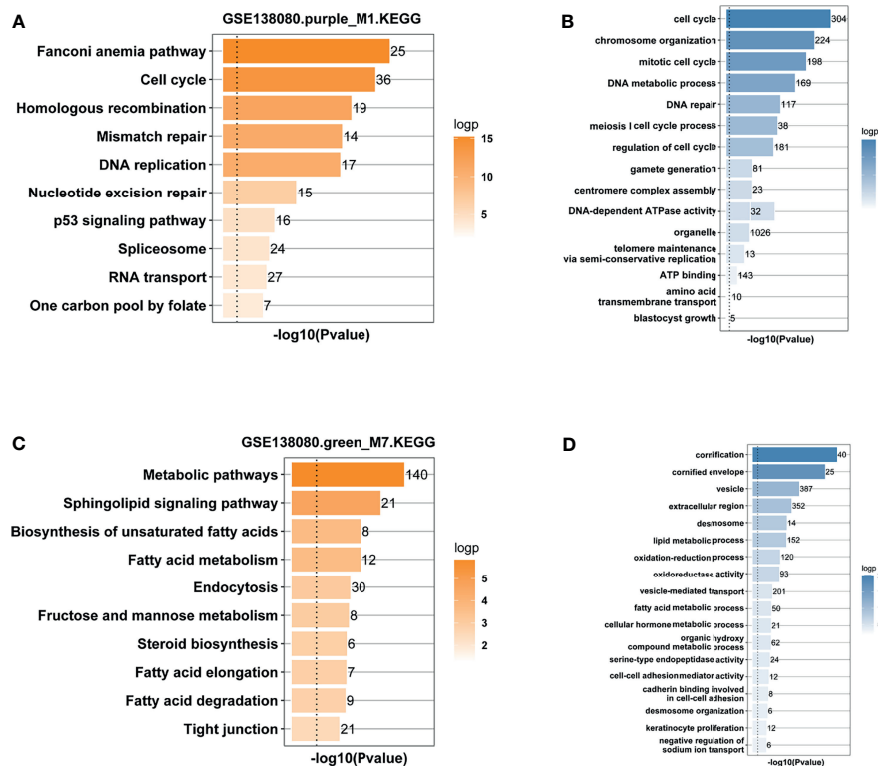 A
GSE138080.purple_M1.KEGG
Fanconi anemia pathway 25
Cell cycle 36
Homologous recombination 19
Mismatch repair 14
DNA replication 17
Nucleotide excision repair 15
p53 signaling pathway 16
Spliceosome 24
RNA transport 27
One carbon pool by folate 7
-log10(Pvalue)
logp
15
10
5
B
cell cycle 304
chromosome organization 224
mitotic cell cycle 198
DNA metabolic process 169
DNA repair 117
meiosis I cell cycle process 38
regulation of cell cycle 181
gamete generation 81
centromere complex assembly 23
DNA-dependent ATPase activity 32
organelle 1026
telomere maintenance
via semi-conservative replication 13
ATP binding 143
amino acid
transmembrane transport 10
blastocyst growth 5
-log10(Pvalue)
logp
C
GSE138080.green_M7.KEGG
Metabolic pathways 140
Sphingolipid signaling pathway 21
Biosynthesis of unsaturated fatty acids 8
Fatty acid metabolism 12
Endocytosis 30
Fructose and mannose metabolism 8
Steroid biosynthesis 6
Fatty acid elongation 7
Fatty acid degradation 9
Tight junction 21
-log10(Pvalue)
logp
5
4
3
2
D
cornification 40
cornified envelope 25
vesicle 387
extracellular region 352
desmosome 14
lipid metabolic process 152
oxidation-reduction process 120
oxidoreductase activity 93
vesicle-mediated transport 201
fatty acid metabolic process 50
cellular hormone metabolic process 21
organic hydroxy
compound metabolic process 62
serine-type endopeptidase activity 24
cell-cell adhesion mediator activity 12
cadherin binding involved
in cell-cell adhesion 8
desmosome organization 6
keratinocyte proliferation 12
negative regulation of
sodium ion transport 6
-log10(Pvalue)
logp